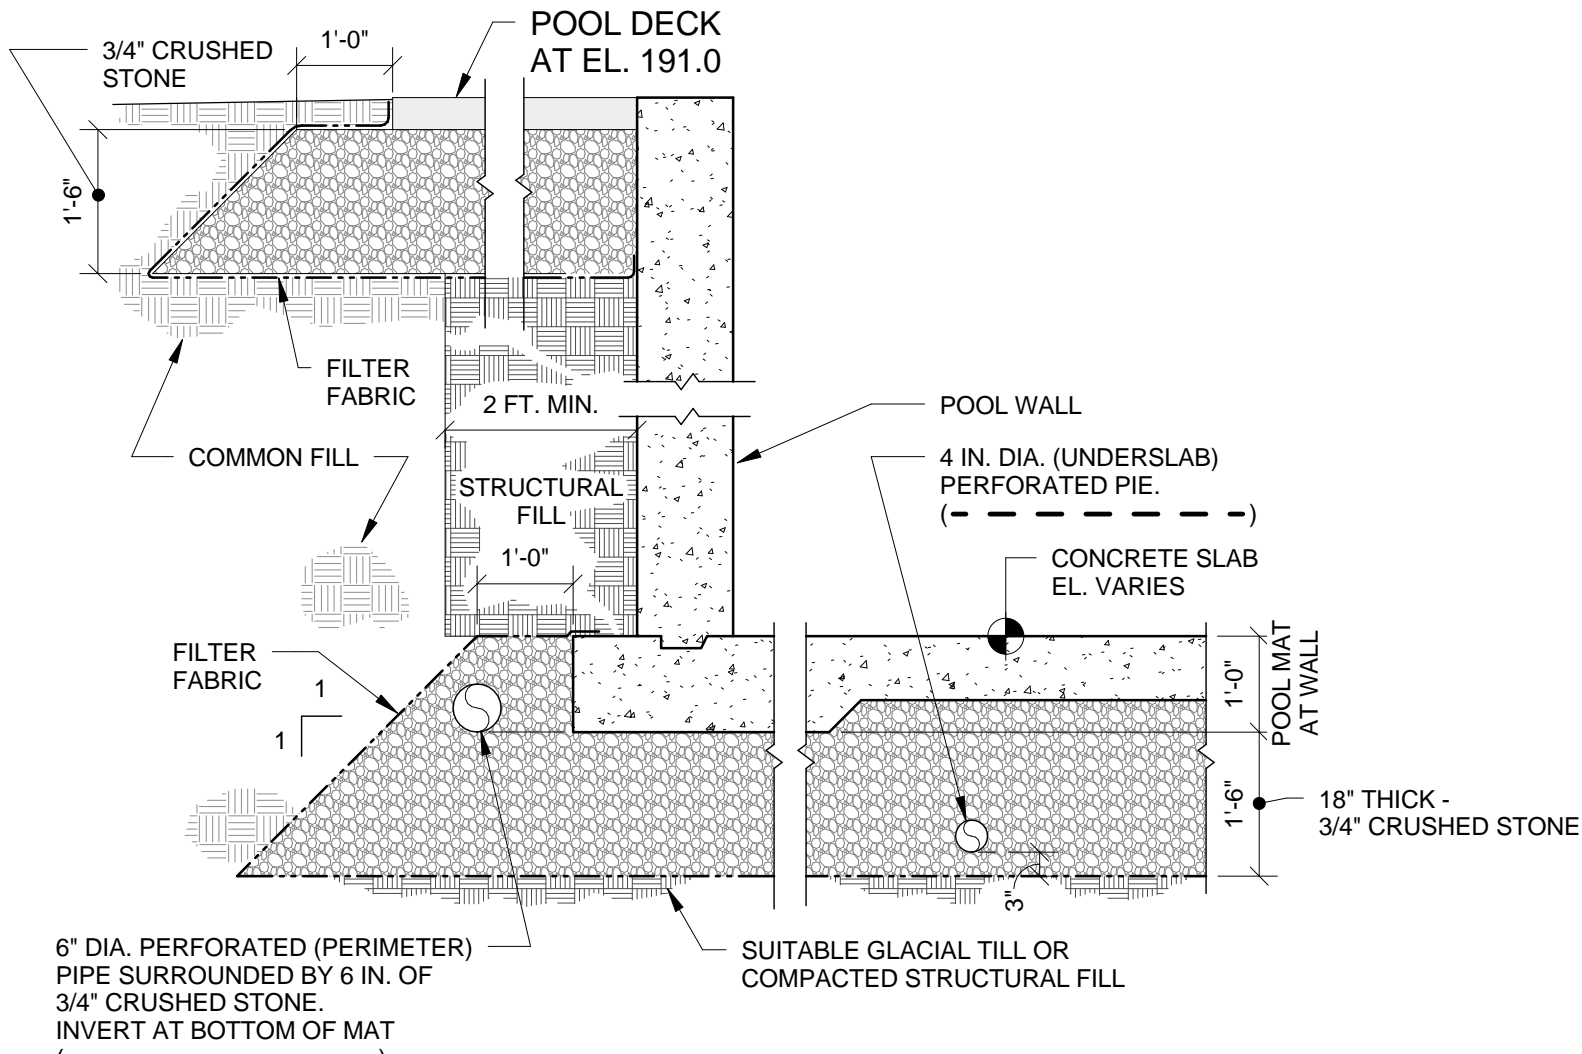 3/4" CRUSHED
STONE
1'-0"
POOL DECK
AT EL. 191.0
1'-6"
FILTER
FABRIC
2 FT. MIN.
POOL WALL
COMMON FILL
4 IN. DIA. (UNDERSLAB)
PERFORATED PIE.
(– – – – – – –)
STRUCTURAL
FILL
1'-0"
CONCRETE SLAB
EL. VARIES
FILTER
FABRIC
1
1
1'-0"
POOL MAT
AT WALL
1'-6"
18" THICK -
3/4" CRUSHED STONE
3"
6" DIA. PERFORATED (PERIMETER)
PIPE SURROUNDED BY 6 IN. OF
3/4" CRUSHED STONE.
INVERT AT BOTTOM OF MAT
SUITABLE GLACIAL TILL OR
COMPACTED STRUCTURAL FILL